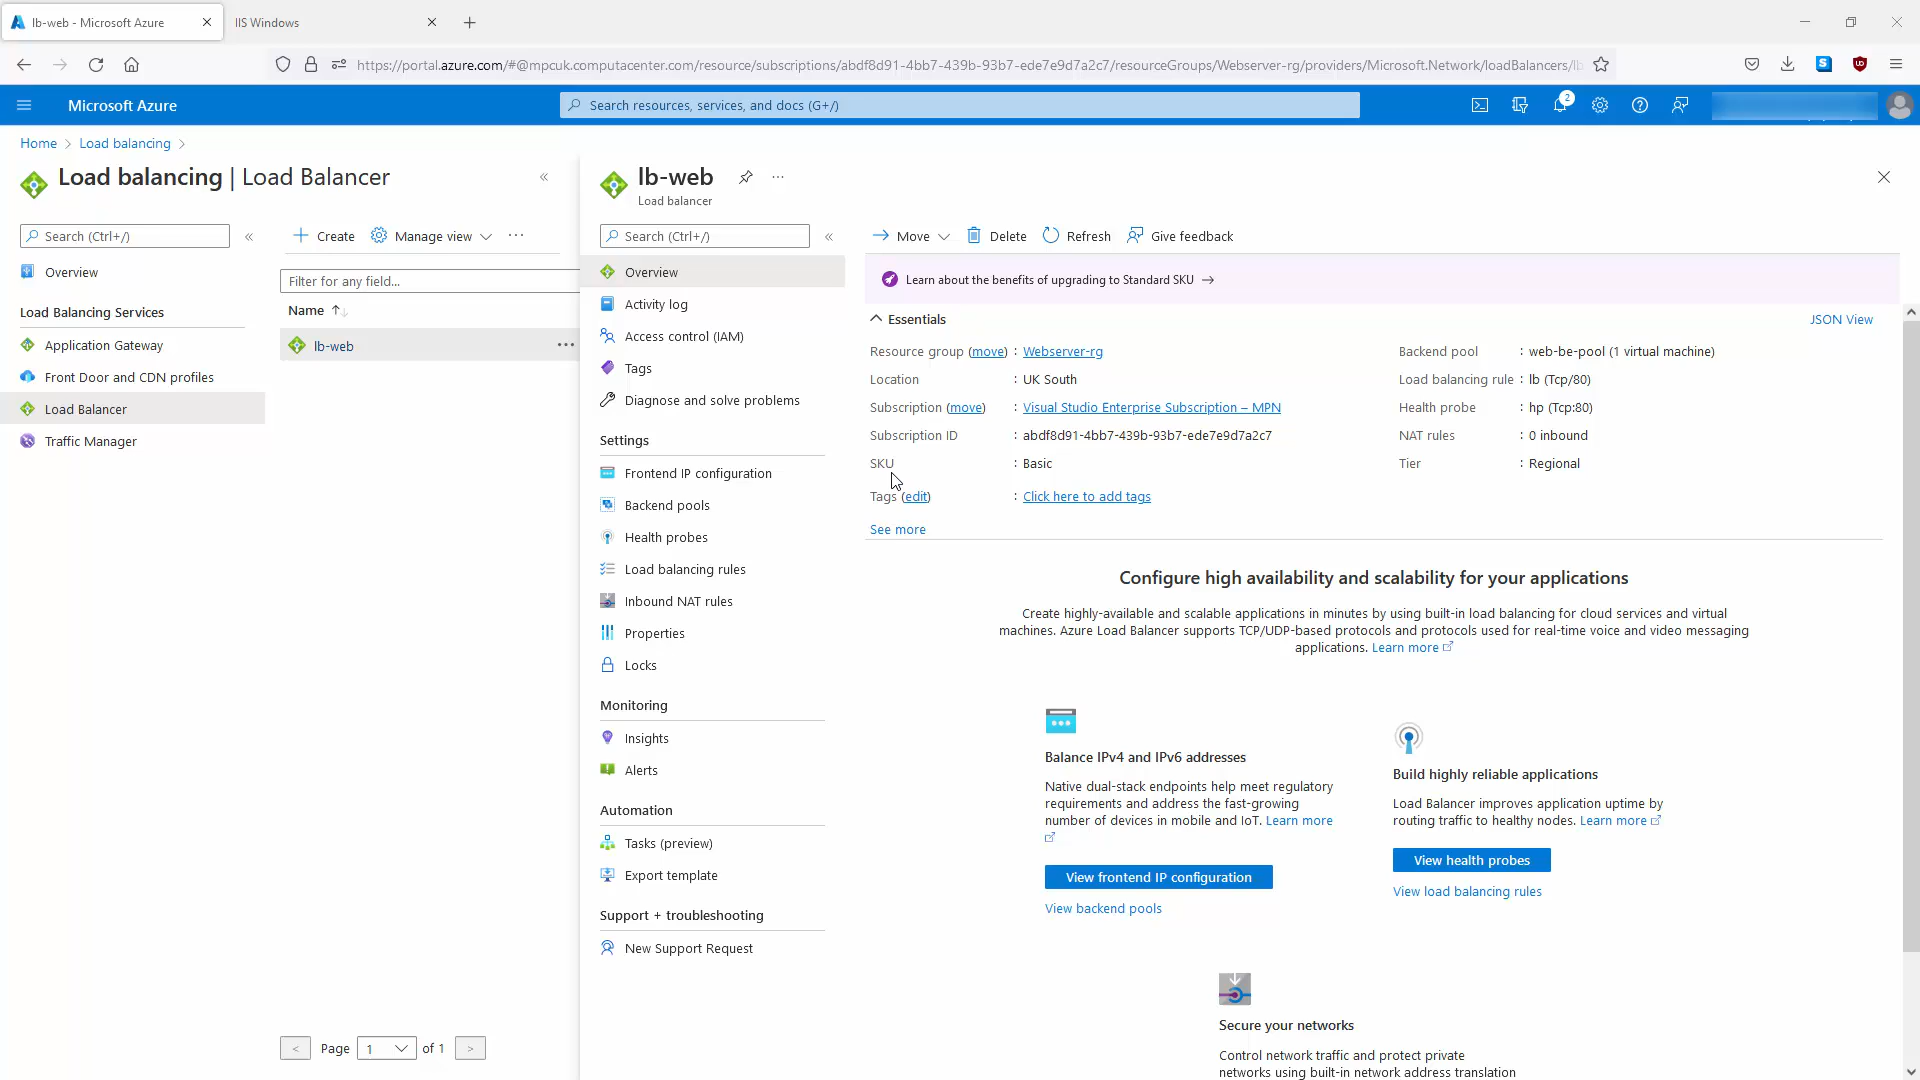 lb-web - Microsoft Azure
IIS Windows
https://portal.azure.com/#@mpcuk.computacenter.com/resource/subscriptions/abdf8d91-4bb7-439b-93b7-ede7e9d7a2c7/resourceGroups/Webserver-rg/providers/Microsoft.Network/loadBalancers/lb
Microsoft Azure
Search resources, services, and docs (G+/)
2
Home > Load balancing >
Load balancing | Load Balancer
Search (Ctrl+/)
Overview
Load Balancing Services
Application Gateway
Front Door and CDN profiles
Load Balancer
Traffic Manager
Create
Manage view
Filter for any field...
Name
lb-web
< Page 1 of 1 >
lb-web
Load balancer
Search (Ctrl+/)
Overview
Activity log
Access control (IAM)
Tags
Diagnose and solve problems
Settings
Frontend IP configuration
Backend pools
Health probes
Load balancing rules
Inbound NAT rules
Properties
Locks
Monitoring
Insights
Alerts
Automation
Tasks (preview)
Export template
Support + troubleshooting
New Support Request
Move
Delete
Refresh
Give feedback
Learn about the benefits of upgrading to Standard SKU
Essentials
JSON View
Resource group (move) : Webserver-rg
Location : UK South
Subscription (move) : Visual Studio Enterprise Subscription – MPN
Subscription ID : abdf8d91-4bb7-439b-93b7-ede7e9d7a2c7
SKU : Basic
Tags (edit) : Click here to add tags
See more
Backend pool : web-be-pool (1 virtual machine)
Load balancing rule : lb (Tcp/80)
Health probe : hp (Tcp:80)
NAT rules : 0 inbound
Tier : Regional
Configure high availability and scalability for your applications
Create highly-available and scalable applications in minutes by using built-in load balancing for cloud services and virtual
machines. Azure Load Balancer supports TCP/UDP-based protocols and protocols used for real-time voice and video messaging
applications. Learn more
Balance IPv4 and IPv6 addresses
Native dual-stack endpoints help meet regulatory
requirements and address the fast-growing
number of devices in mobile and IoT. Learn more
View frontend IP configuration
View backend pools
Build highly reliable applications
Load Balancer improves application uptime by
routing traffic to healthy nodes. Learn more
View health probes
View load balancing rules
Secure your networks
Control network traffic and protect private
networks using built-in network address translation